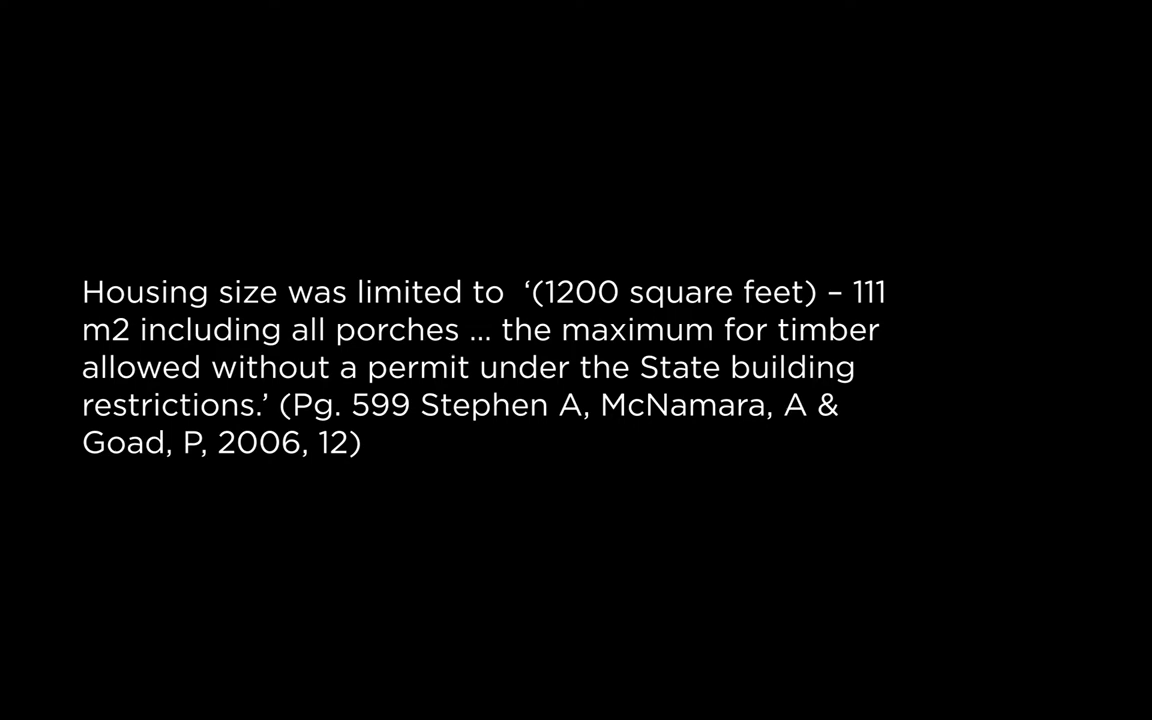 Housing size was limited to  ‘(1200 square feet) – 111
m2 including all porches ... the maximum for timber
allowed without a permit under the State building
restrictions.’ (Pg. 599 Stephen A, McNamara, A &
Goad, P, 2006, 12)